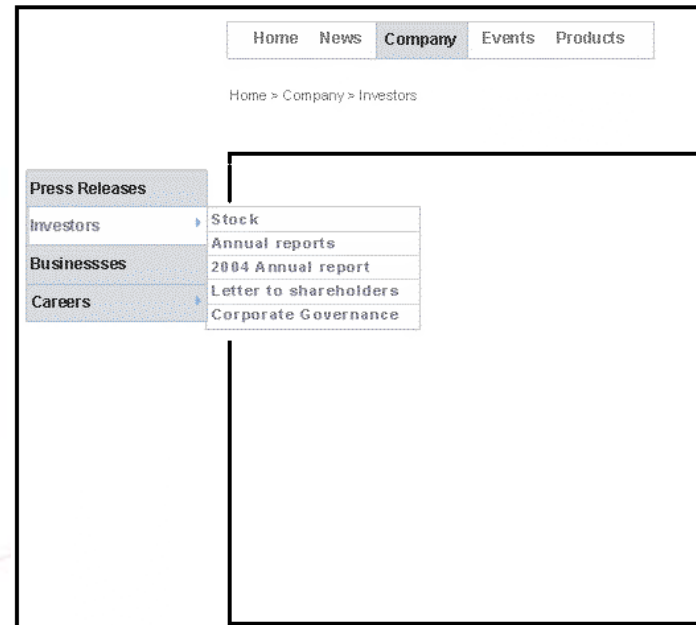 Home News Company Events Products
Home > Company > Investors
Press Releases
Investors
Businessses
Careers
Stock
Annual reports
2004 Annual report
Letter to shareholders
Corporate Governance